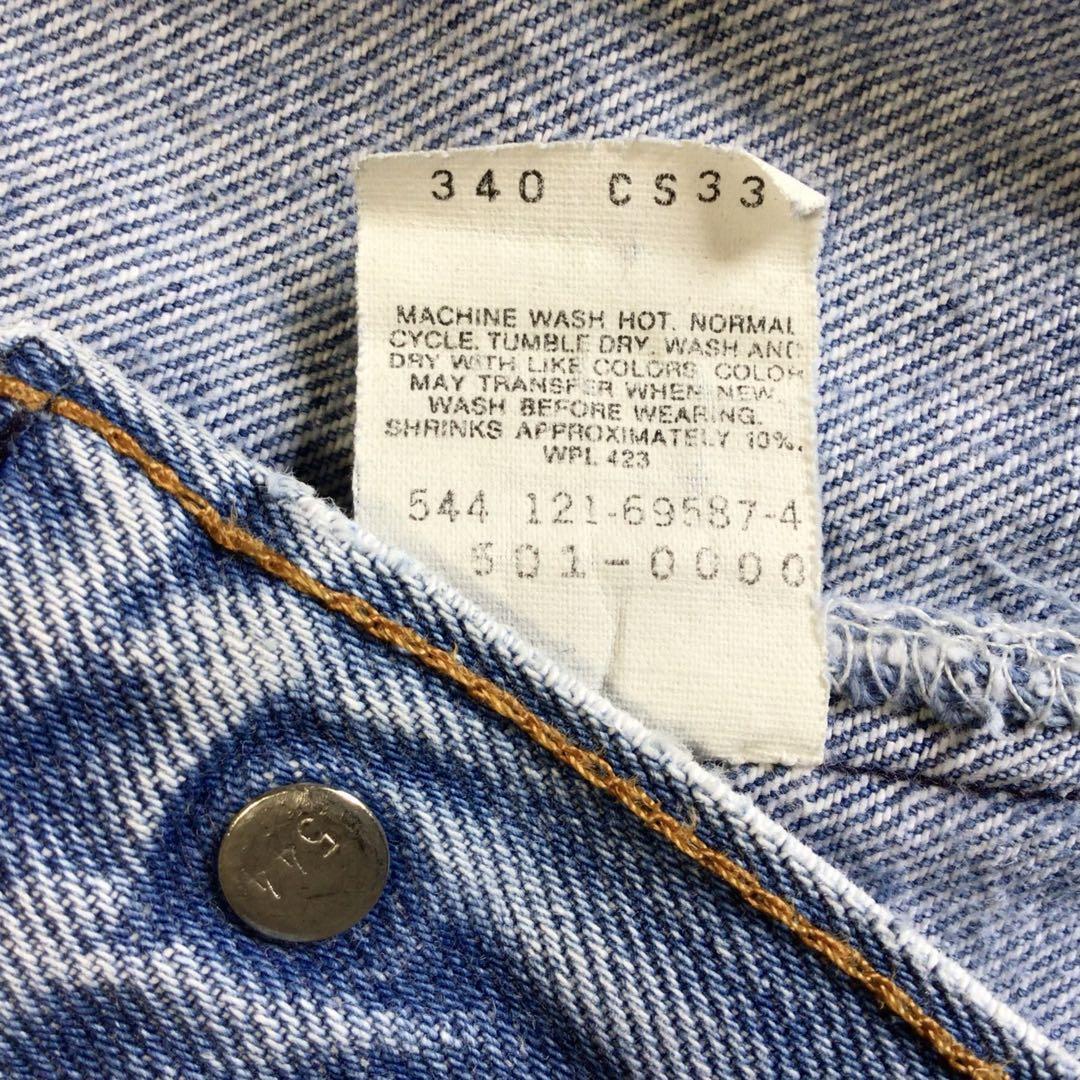 340 CS33
MACHINE WASH HOT. NORMAL
CYCLE. TUMBLE DRY. WASH AND
DRY WITH LIKE COLORS. COLOR
MAY TRANSFER WHEN NEW.
WASH BEFORE WEARING.
SHRINKS APPROXIMATELY 10%.
WPL 423
544 121-69587-4
501-0000
544